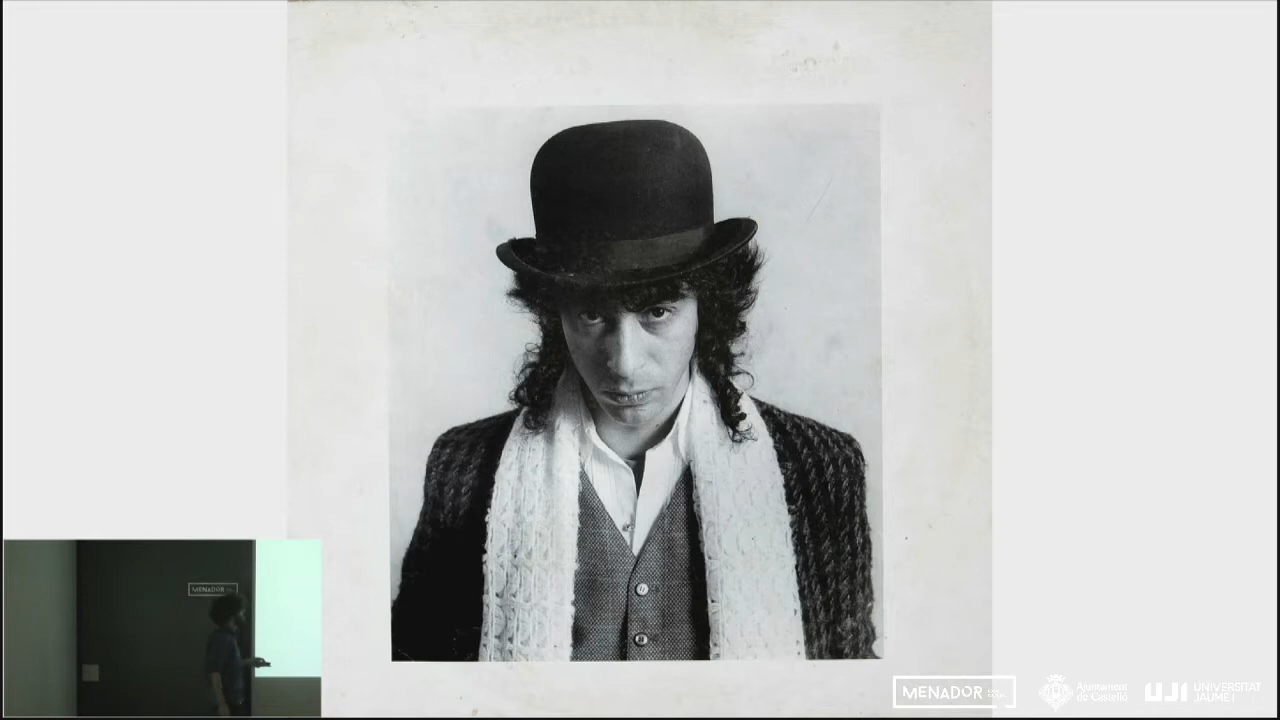 MENADOR
MENADOR
Ajuntament
de Castelló
UJI
UNIVERSITAT
JAUME I